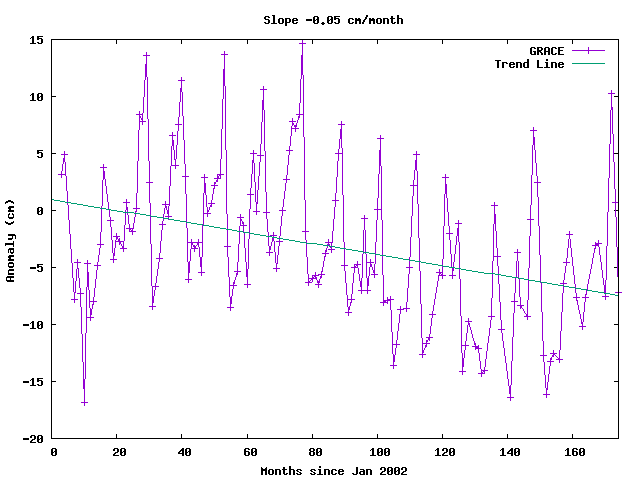 Slope -0.05 cm/month
GRACE
Trend Line
15
10
5
0
-5
-10
-15
-20
Anomaly (cm)
0 20 40 60 80 100 120 140 160
Months since Jan 2002